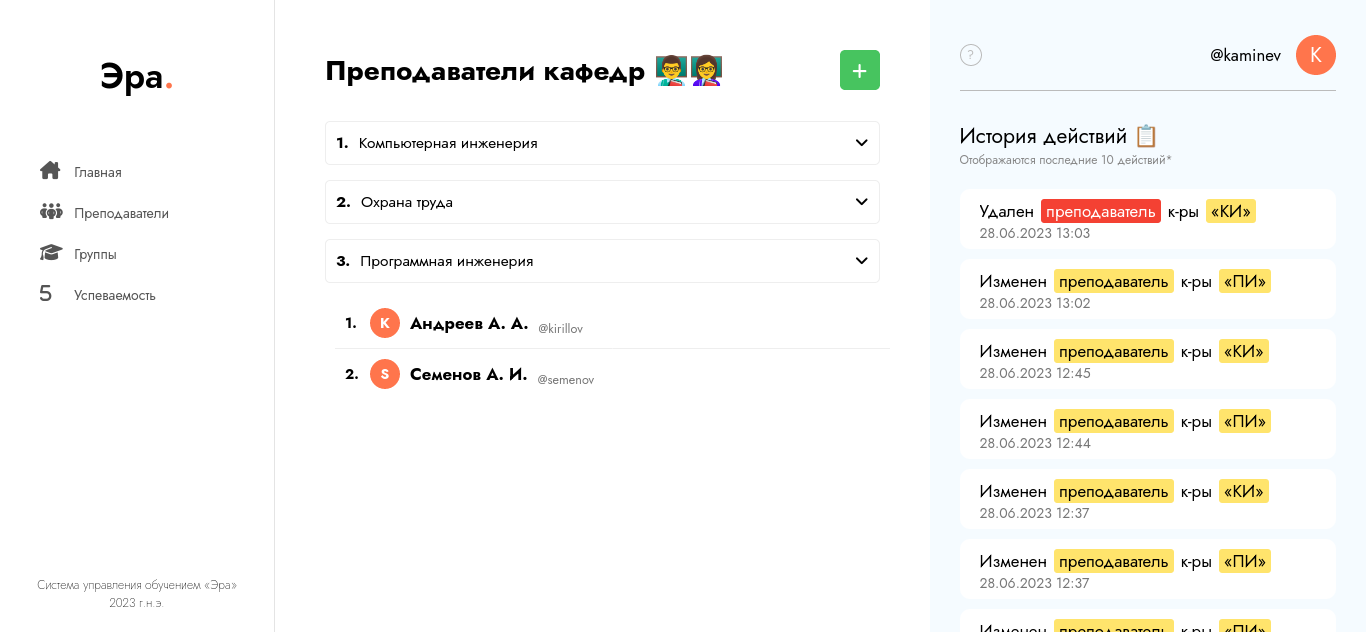 Эра.
Главная
Преподаватели
Группы
5 Успеваемость
Система управления обучением «Эра»
2023 г.н.э.
Преподаватели кафедр 👨‍🏫👩‍🏫
+
1. Компьютерная инженерия
2. Охрана труда
3. Программная инженерия
1. K Андреев А. А. @kirillov
2. S Семенов А. И. @semenov
? @kaminev K
История действий 📋
Отображаются последние 10 действий*
Удален преподаватель к-ры «КИ»
28.06.2023 13:03
Изменен преподаватель к-ры «ПИ»
28.06.2023 13:02
Изменен преподаватель к-ры «КИ»
28.06.2023 12:45
Изменен преподаватель к-ры «ПИ»
28.06.2023 12:44
Изменен преподаватель к-ры «КИ»
28.06.2023 12:37
Изменен преподаватель к-ры «ПИ»
28.06.2023 12:37
Изменен преподаватель к-ры «ПИ»